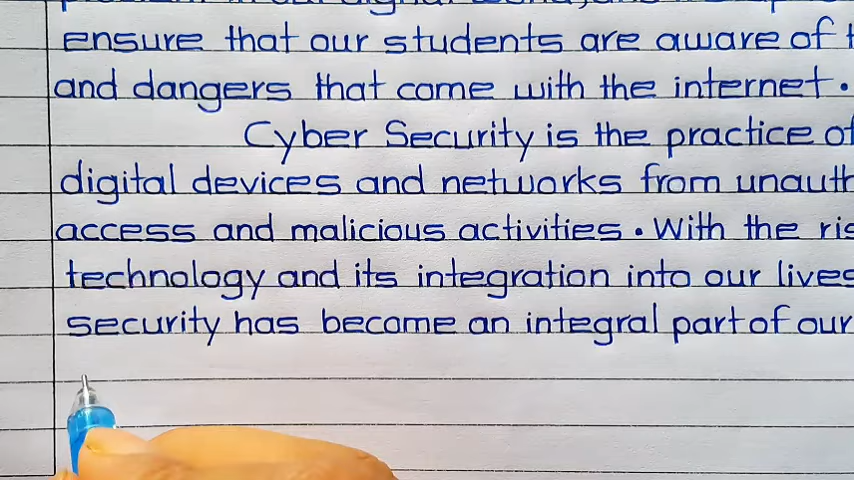 ensure that our students are aware of
and dangers that come with the internet.
Cyber Security is the practice of
digital devices and networks from
access and malicious activities. With the
technology and its integration into our lives
security has become an integral part of our